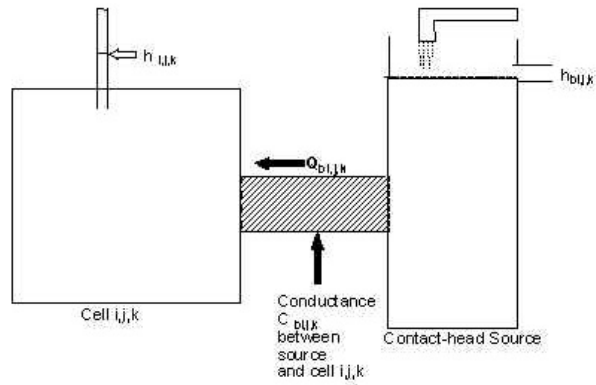 h i,j,k
h bi,j,k
Q bi,j,k
Cell i,j,k
Conductance
C bi,j,k
between
source
and cell i,j,k
Contact-head Source